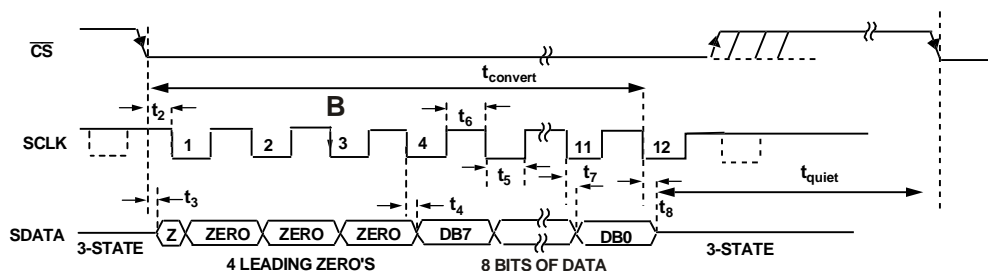 CS
tconvert
t2
B
t6
SCLK
1
2
3
4
11
12
t5
t7
tquiet
t3
t4
t8
SDATA
3-STATE
Z
ZERO
ZERO
ZERO
DB7
DB0
3-STATE
4 LEADING ZERO'S
8 BITS OF DATA